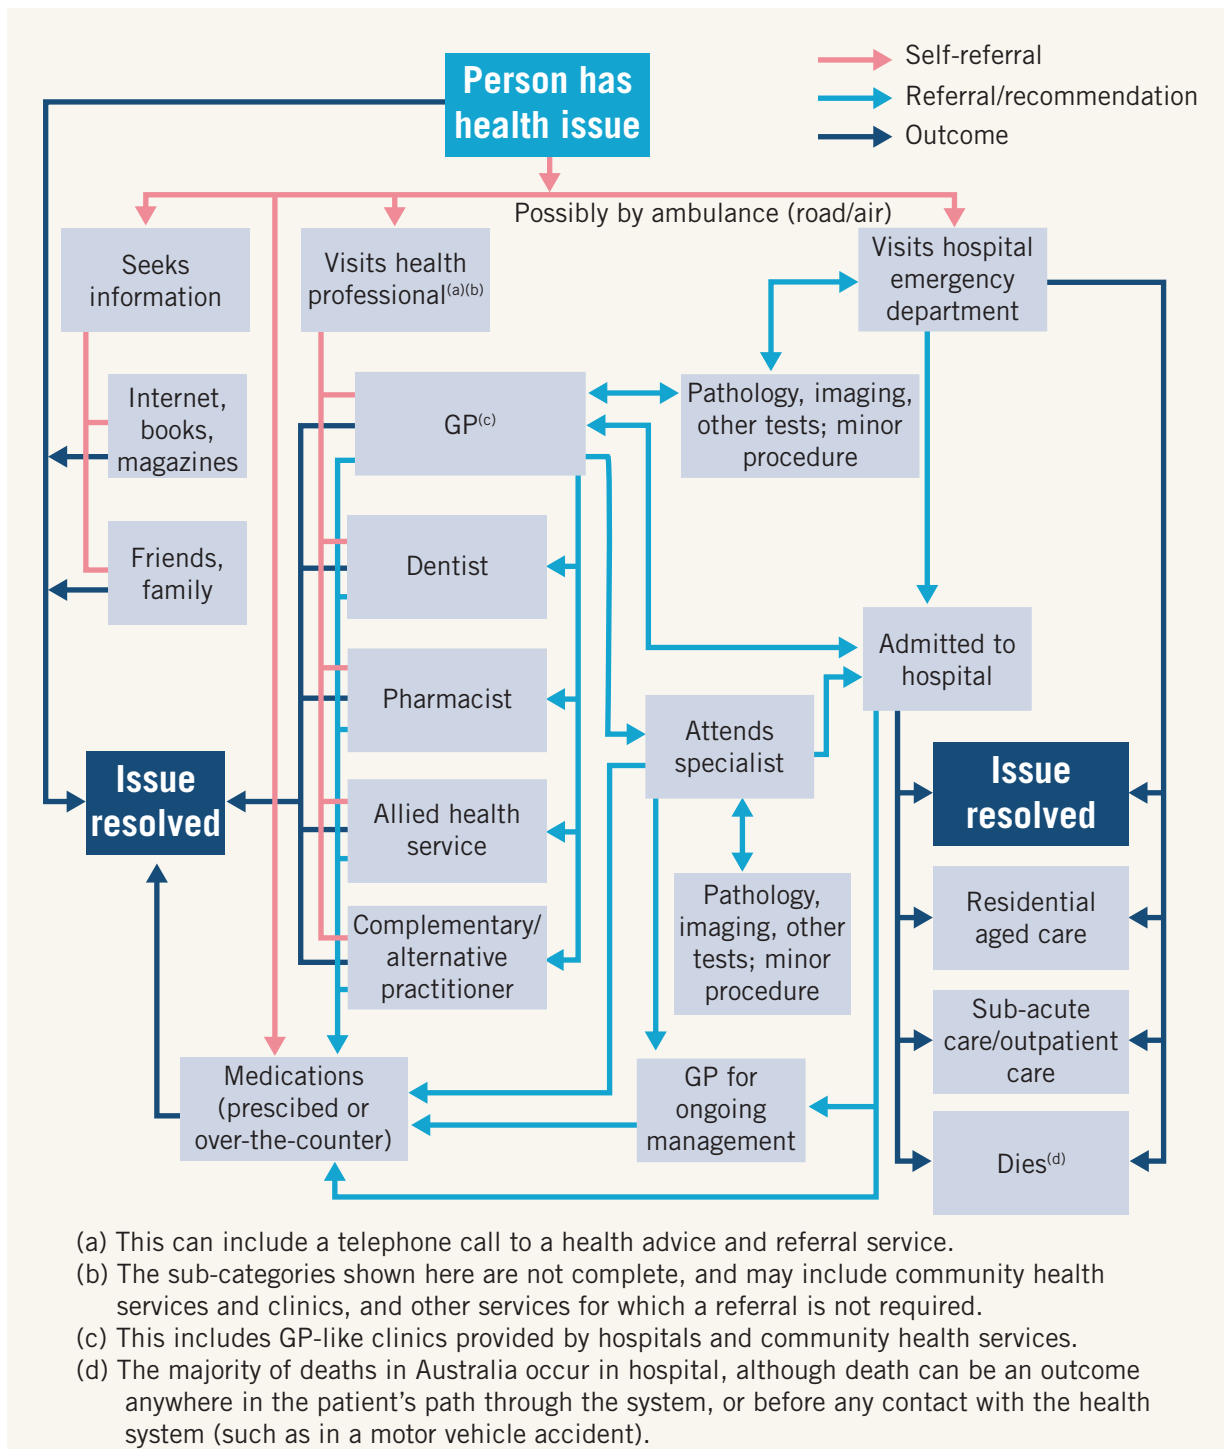 Self-referral
Referral/recommendation
Outcome
Person has
health issue
Possibly by ambulance (road/air)
Seeks
information
Visits health
professional(a)(b)
Visits hospital
emergency
department
Internet,
books,
magazines
GP(c)
Pathology, imaging,
other tests; minor
procedure
Friends,
family
Dentist
Admitted to
hospital
Pharmacist
Attends
specialist
Issue
resolved
Issue
resolved
Allied health
service
Pathology,
imaging, other
tests; minor
procedure
Residential
aged care
Complementary/
alternative
practitioner
Sub-acute
care/outpatient
care
Medications
(prescibed or
over-the-counter)
GP for
ongoing
management
Dies(d)
(a) This can include a telephone call to a health advice and referral service.
(b) The sub-categories shown here are not complete, and may include community health
services and clinics, and other services for which a referral is not required.
(c) This includes GP-like clinics provided by hospitals and community health services.
(d) The majority of deaths in Australia occur in hospital, although death can be an outcome
anywhere in the patient’s path through the system, or before any contact with the health
system (such as in a motor vehicle accident).